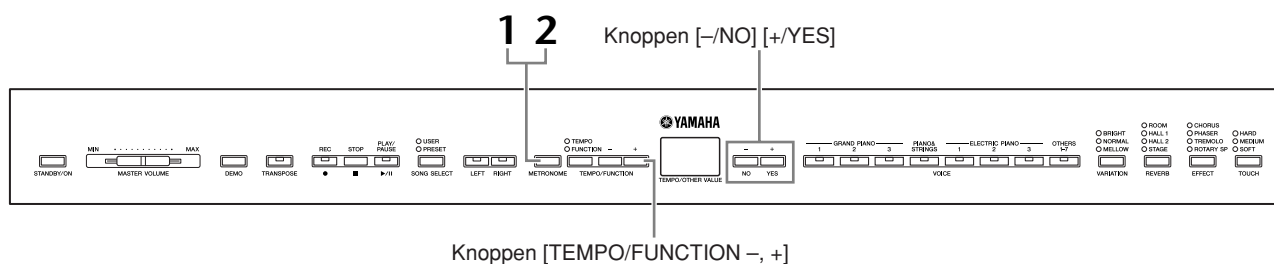 1 2
Knoppen [–/NO] [+/YES]
YAMAHA
MIN MAX
MASTER VOLUME
STANDBY/ON
DEMO
TRANSPOSE
REC STOP PLAY/PAUSE
● ■ ▶/II
USER
PRESET
SONG SELECT
LEFT RIGHT
METRONOME
TEMPO
FUNCTION – +
TEMPO/FUNCTION
TEMPO/OTHER VALUE
– +
NO YES
GRAND PIANO
1 2 3
PIANO& STRINGS
ELECTRIC PIANO
1 2 3
OTHERS 1-7
VOICE
BRIGHT
NORMAL
MELLOW
VARIATION
ROOM
HALL 1
HALL 2
STAGE
REVERB
CHORUS
PHASER
TREMOLO
ROTARY SP
EFFECT
HARD
MEDIUM
SOFT
TOUCH
Knoppen [TEMPO/FUNCTION –, +]